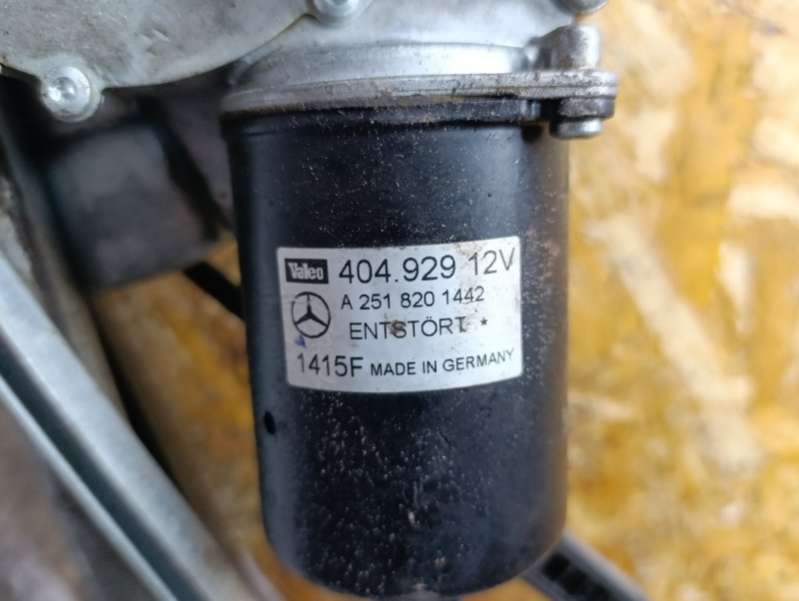 Valeo 404.929 12V
A 251 820 1442
ENTSTÖRT *
1415F MADE IN GERMANY